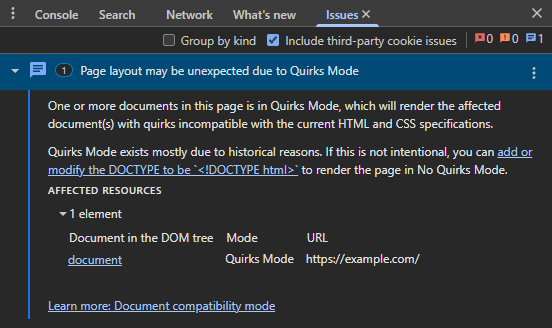 Console Search Network What's new Issues
Group by kind Include third-party cookie issues 0 0 1
1 Page layout may be unexpected due to Quirks Mode
One or more documents in this page is in Quirks Mode, which will render the affected
document(s) with quirks incompatible with the current HTML and CSS specifications.
Quirks Mode exists mostly due to historical reasons. If this is not intentional, you can add or
modify the DOCTYPE to be `<!DOCTYPE html>` to render the page in No Quirks Mode.
AFFECTED RESOURCES
1 element
Document in the DOM tree Mode URL
document Quirks Mode https://example.com/
Learn more: Document compatibility mode